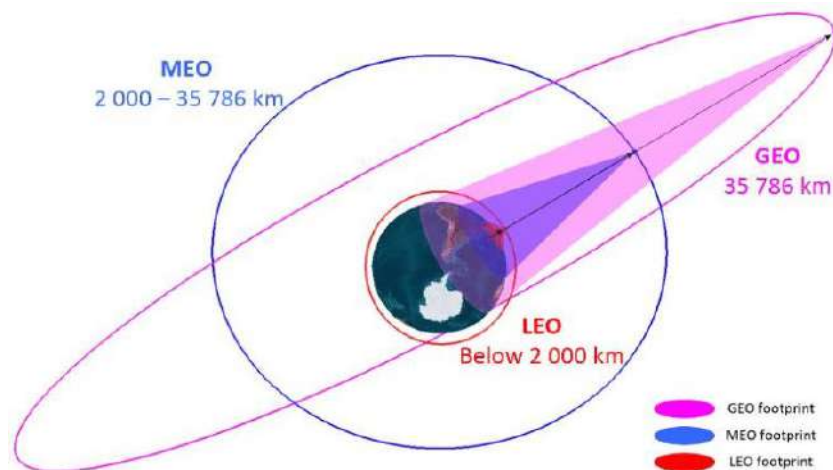 MEO
2 000 – 35 786 km
GEO
35 786 km
LEO
Below 2 000 km
GEO footprint
MEO footprint
LEO footprint